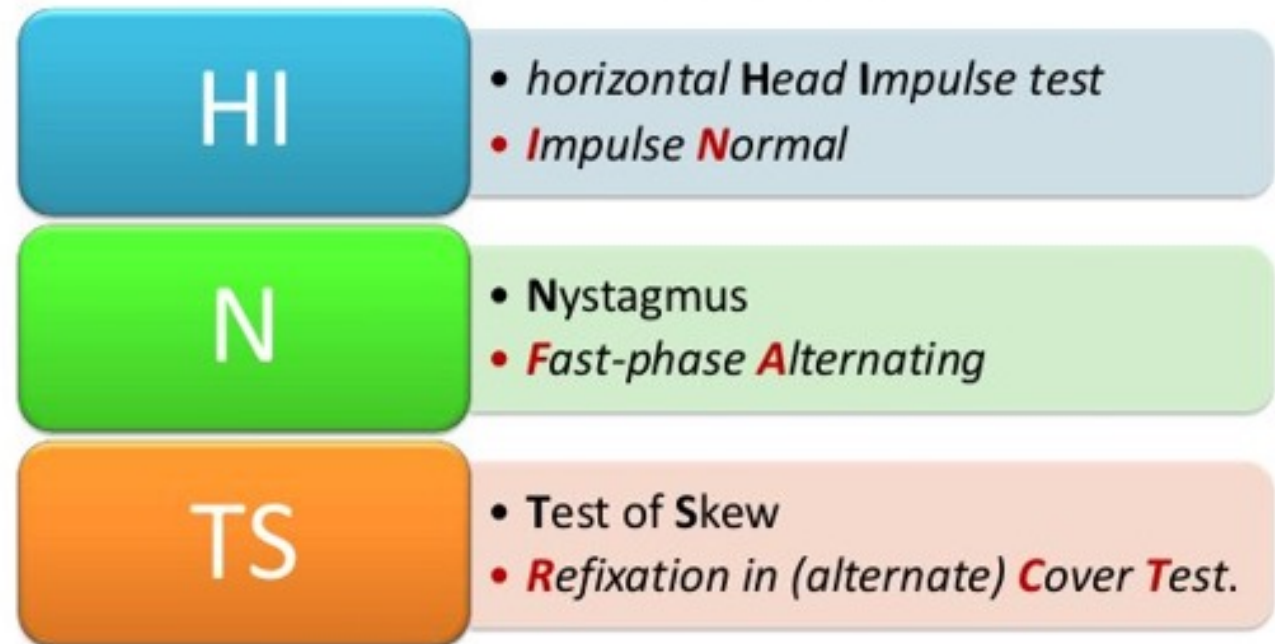 HI
• horizontal Head Impulse test
• Impulse Normal
N
• Nystagmus
• Fast-phase Alternating
TS
• Test of Skew
• Refixation in (alternate) Cover Test.